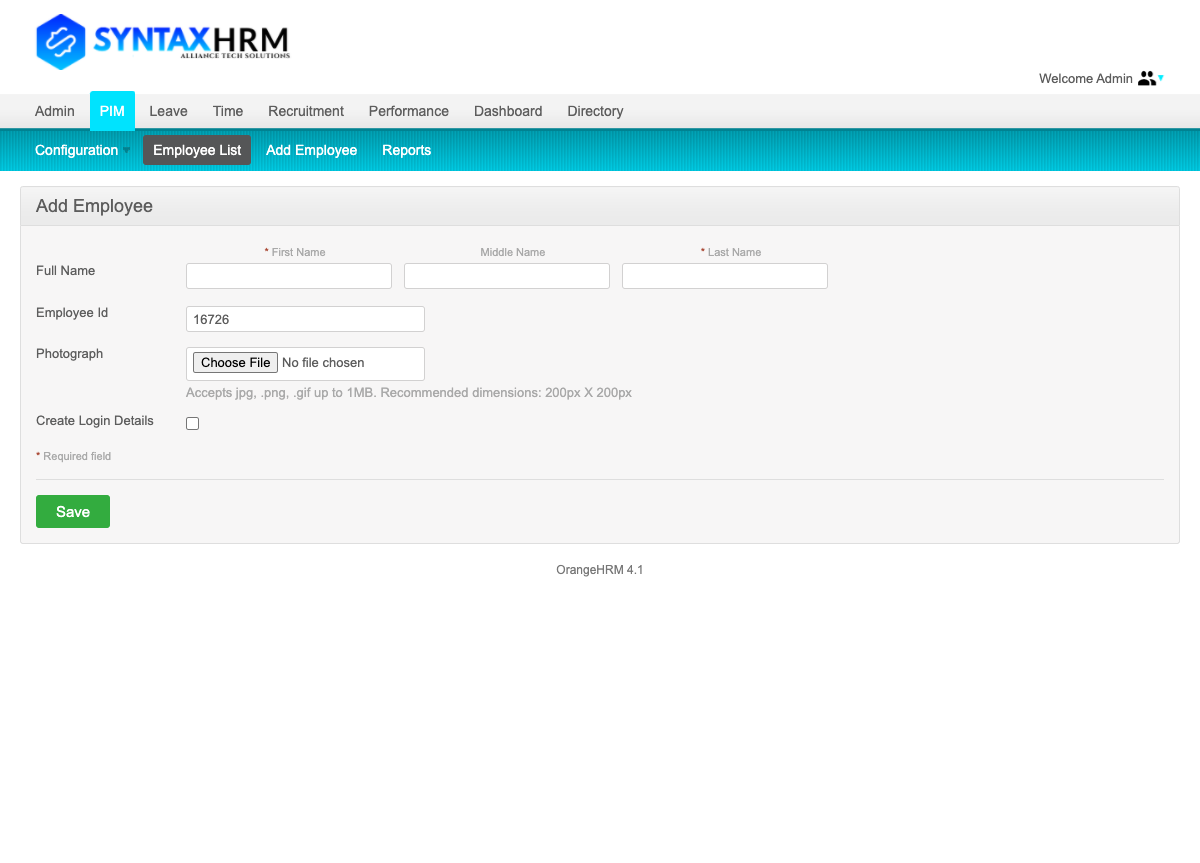 SYNTAXHRM
ALLIANCE TECH SOLUTIONS
Welcome Admin
Admin PIM Leave Time Recruitment Performance Dashboard Directory
Configuration Employee List Add Employee Reports
Add Employee
* First Name Middle Name * Last Name
Full Name
Employee Id 16726
Photograph Choose File No file chosen
Accepts jpg, .png, .gif up to 1MB. Recommended dimensions: 200px X 200px
Create Login Details
* Required field
Save
OrangeHRM 4.1